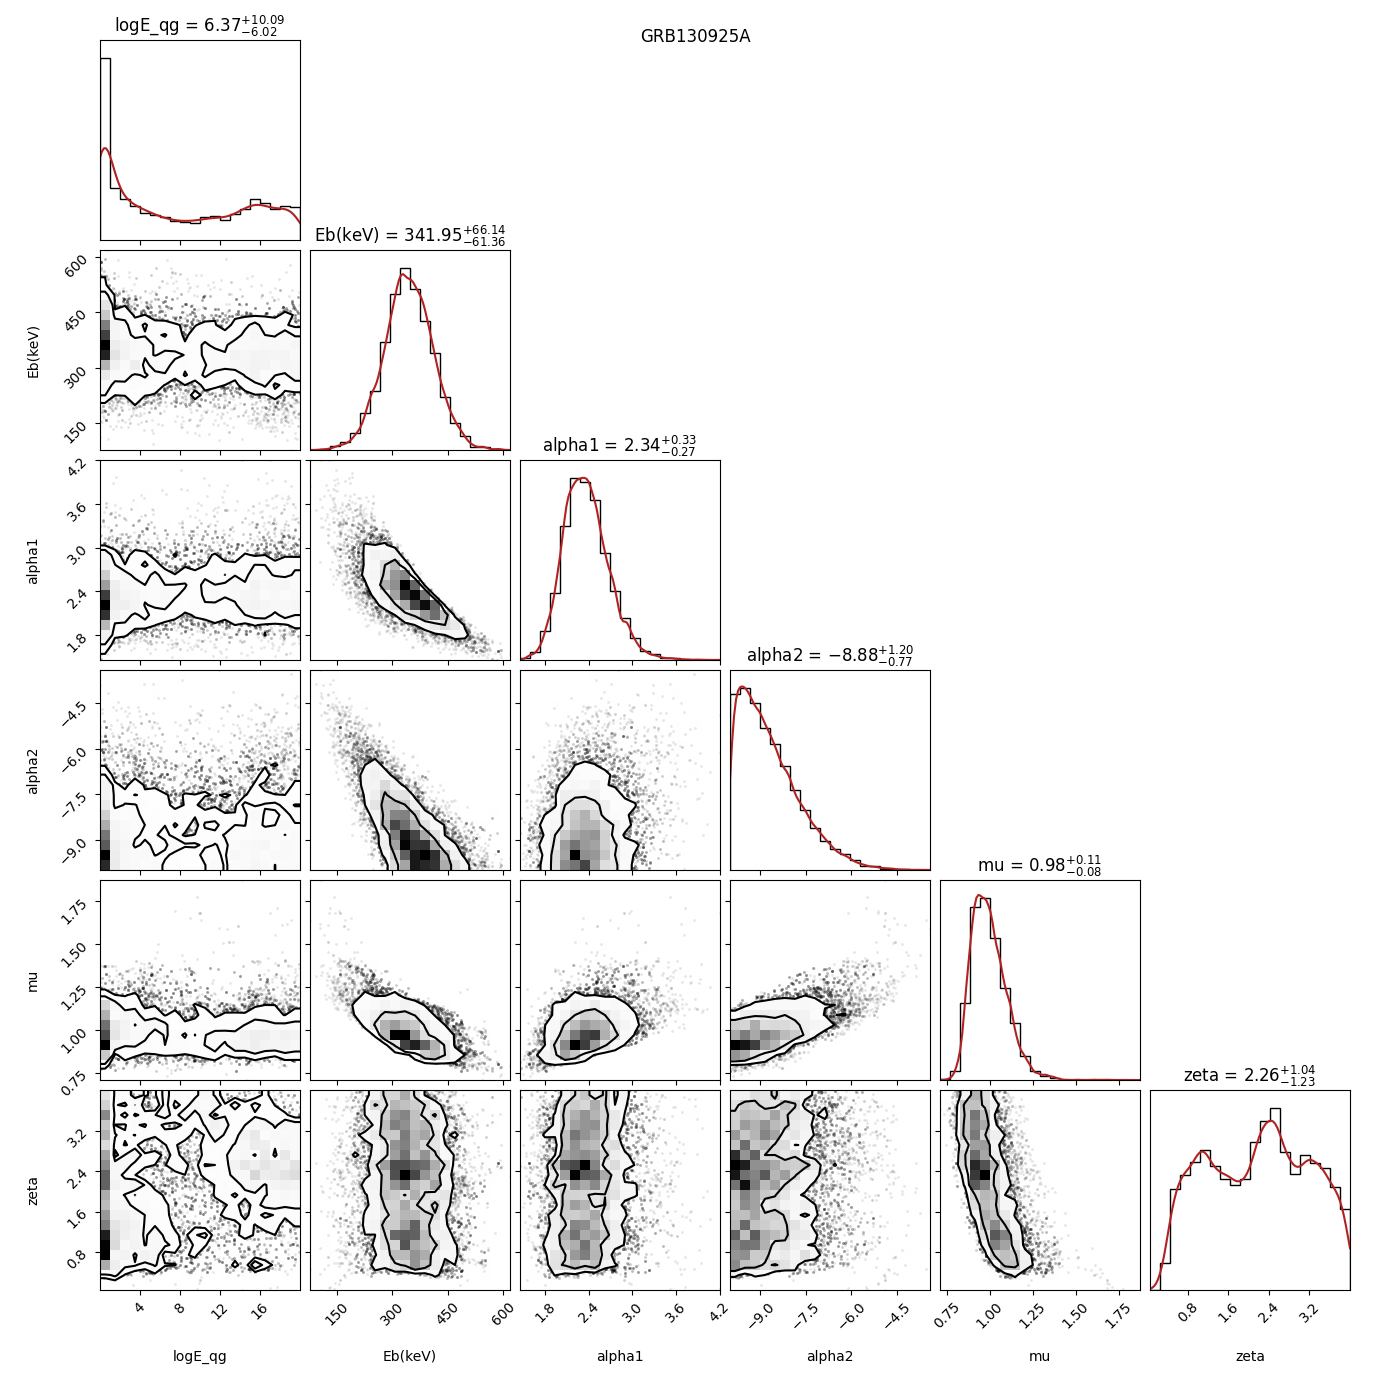 GRB130925A
logE_qg = 6.37+10.09 −6.02
Eb(keV) = 341.95+66.14 −61.36
600
450
300
150
Eb(keV)
alpha1 = 2.34+0.33 −0.27
4.2
3.6
3.0
2.4
1.8
alpha1
alpha2 = −8.88+1.20 −0.77
−4.5
−6.0
−7.5
−9.0
alpha2
mu = 0.98+0.11 −0.08
1.75
1.50
1.25
1.00
0.75
mu
zeta = 2.26+1.04 −1.23
3.2
2.4
1.6
0.8
zeta
4 8 12 16
150 300 450 600
1.8 2.4 3.0 3.6 4.2
−9.0 −7.5 −6.0 −4.5
0.75 1.00 1.25 1.50 1.75
0.8 1.6 2.4 3.2
logE_qg Eb(keV) alpha1 alpha2 mu zeta